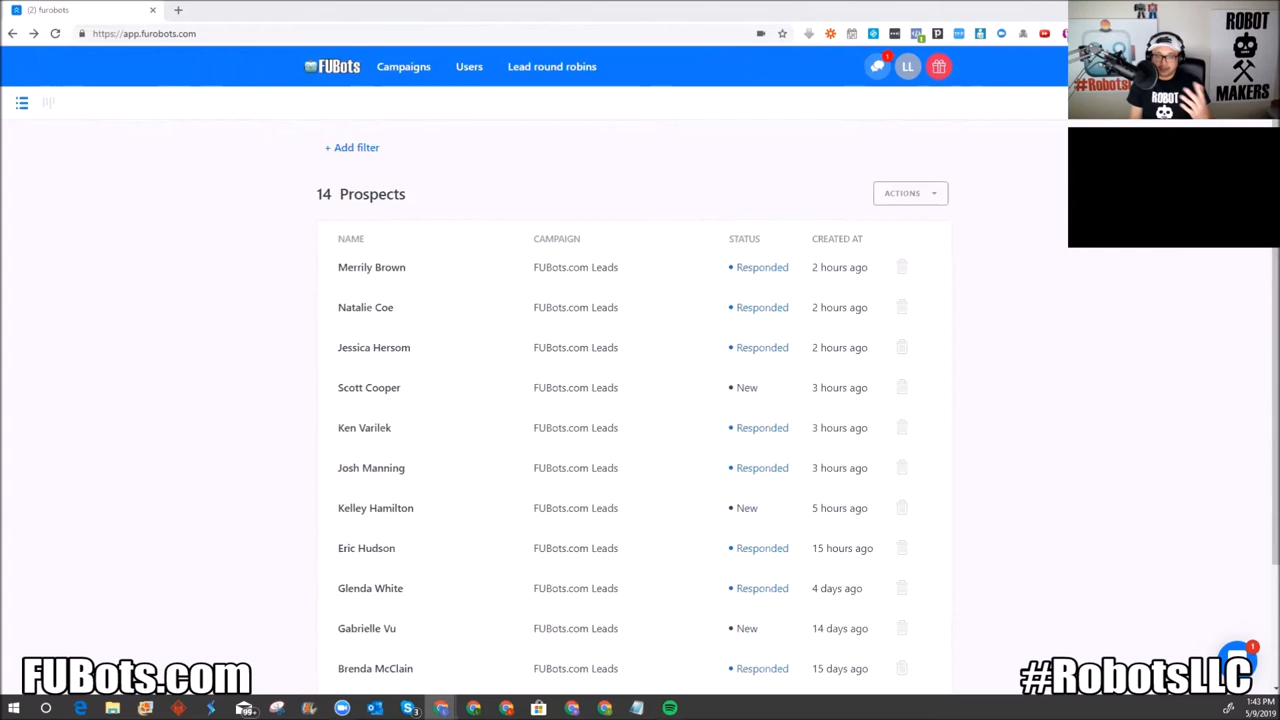 (2) furobots
https://app.furobots.com
FUBots Campaigns Users Lead round robins 1 LL
+ Add filter
14 Prospects ACTIONS
NAME CAMPAIGN STATUS CREATED AT
Merrily Brown FUBots.com Leads Responded 2 hours ago
Natalie Coe FUBots.com Leads Responded 2 hours ago
Jessica Hersom FUBots.com Leads Responded 2 hours ago
Scott Cooper FUBots.com Leads New 3 hours ago
Ken Varilek FUBots.com Leads Responded 3 hours ago
Josh Manning FUBots.com Leads Responded 3 hours ago
Kelley Hamilton FUBots.com Leads New 5 hours ago
Eric Hudson FUBots.com Leads Responded 15 hours ago
Glenda White FUBots.com Leads Responded 4 days ago
Gabrielle Vu FUBots.com Leads New 14 days ago
Brenda McClain FUBots.com Leads Responded 15 days ago
1
ROBOT
MAKERS
#Robots
ROBOT
FUBots.com
#RobotsLLC
99+
3
1:43 PM
5/9/2019